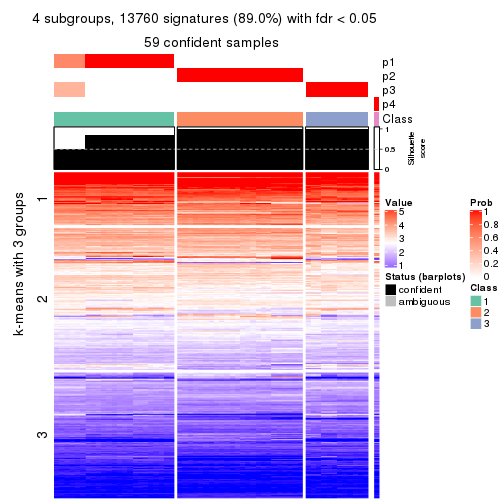 4 subgroups, 13760 signatures (89.0%) with fdr < 0.05
59 confident samples
p1
p2
p3
p4
Class
1
0.5
0
Silhouette
score
k-means with 3 groups
1
2
3
Value
5
4
3
2
1
Status (barplots)
confident
ambiguous
Prob
1
0.8
0.6
0.4
0.2
0
Class
1
2
3